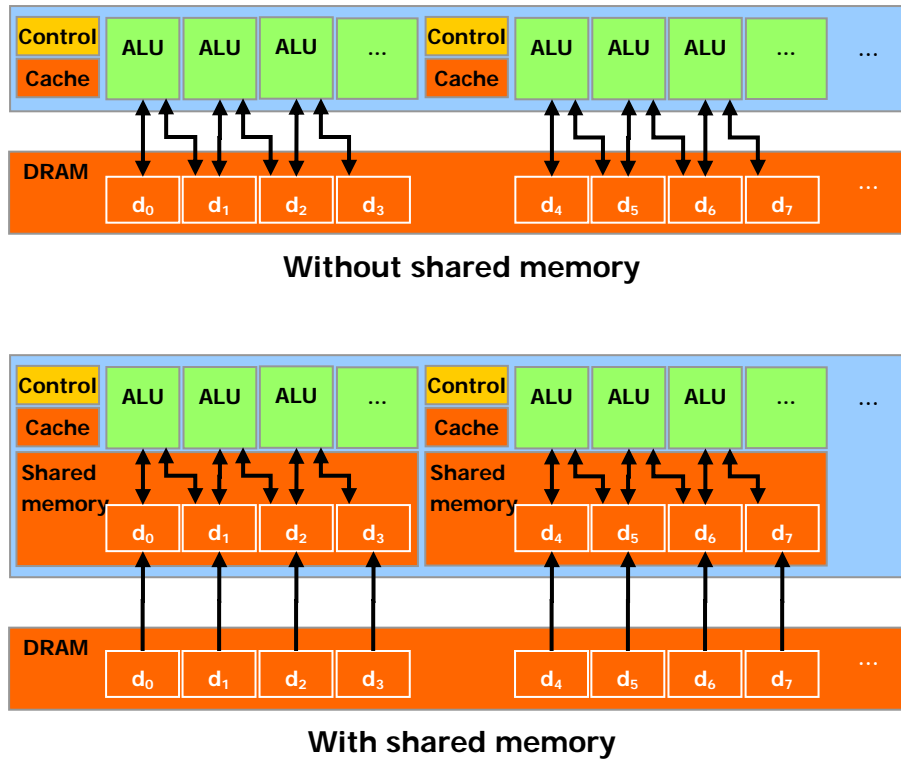 Control ALU ALU ALU ... Control ALU ALU ALU ... ...
Cache Cache
DRAM ...
d₀ d₁ d₂ d₃ d₄ d₅ d₆ d₇
Without shared memory
Control ALU ALU ALU ... Control ALU ALU ALU ... ...
Cache Cache
Shared Shared
memory memory
d₀ d₁ d₂ d₃ d₄ d₅ d₆ d₇
DRAM ...
d₀ d₁ d₂ d₃ d₄ d₅ d₆ d₇
With shared memory